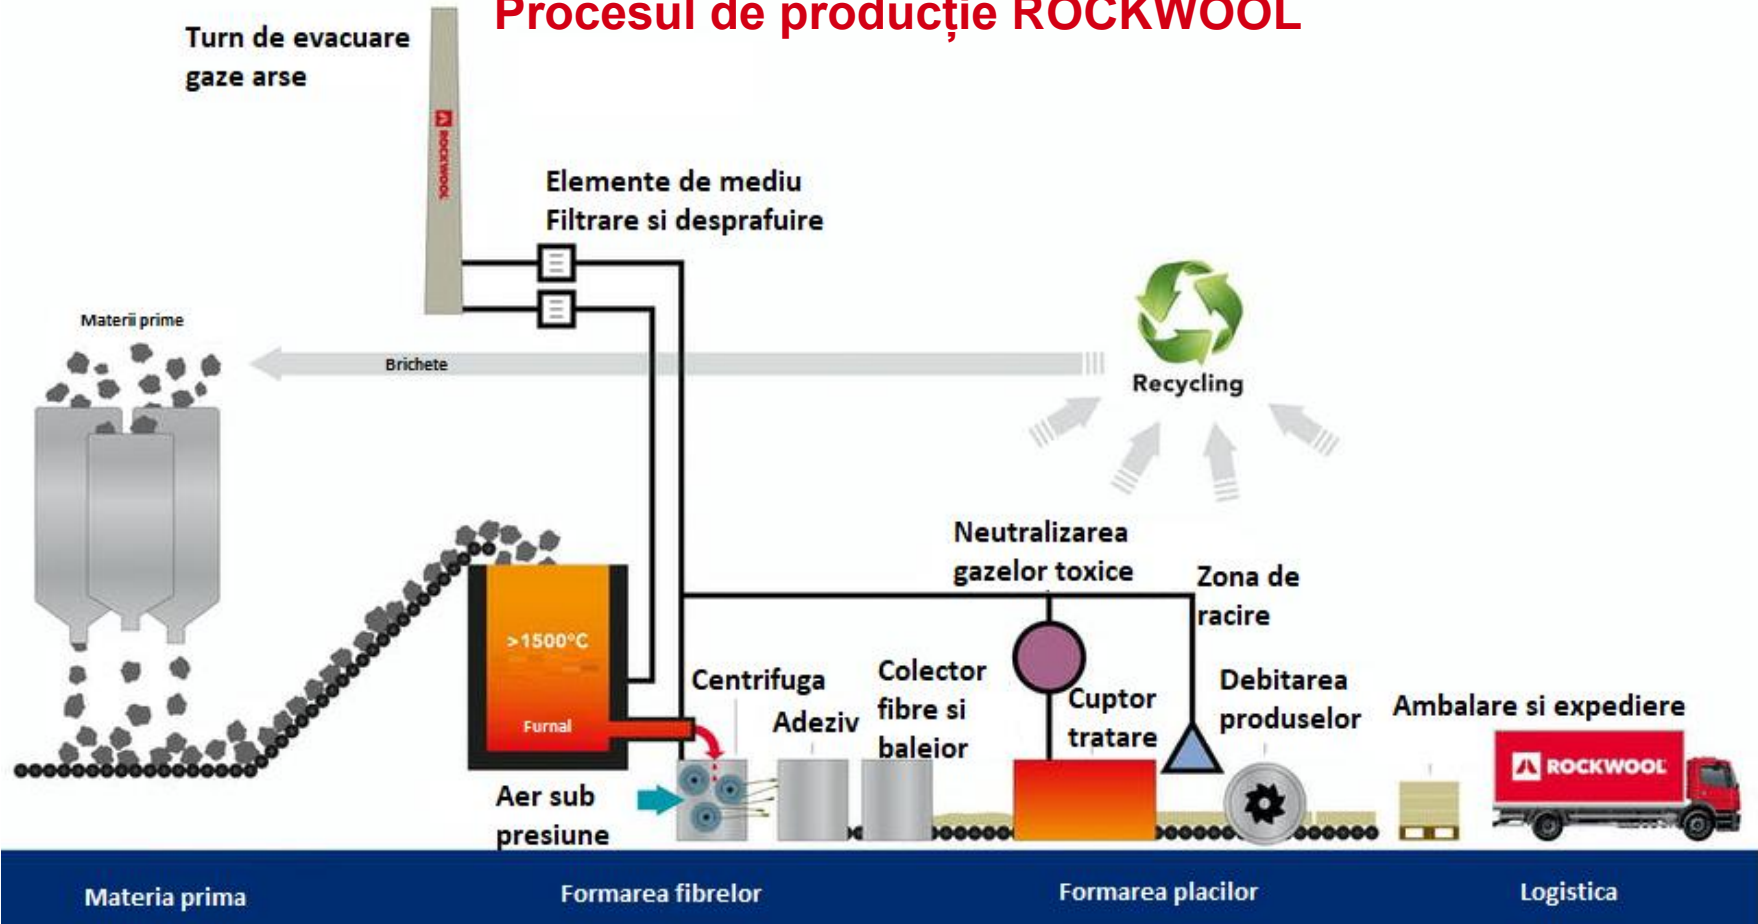 Procesul de producție ROCKWOOL
Turn de evacuare
gaze arse
ROCKWOOL
Elemente de mediu
Filtrare si desprafuire
Materii prime
Brichete
Recycling
Neutralizarea
gazelor toxice
Zona de
racire
>1500°C
Furnal
Centrifuga
Adeziv
Colector
fibre si
baleior
Cuptor
tratare
Debitarea
produselor
Ambalare si expediere
ROCKWOOL
Aer sub
presiune
Materia prima
Formarea fibrelor
Formarea placilor
Logistica